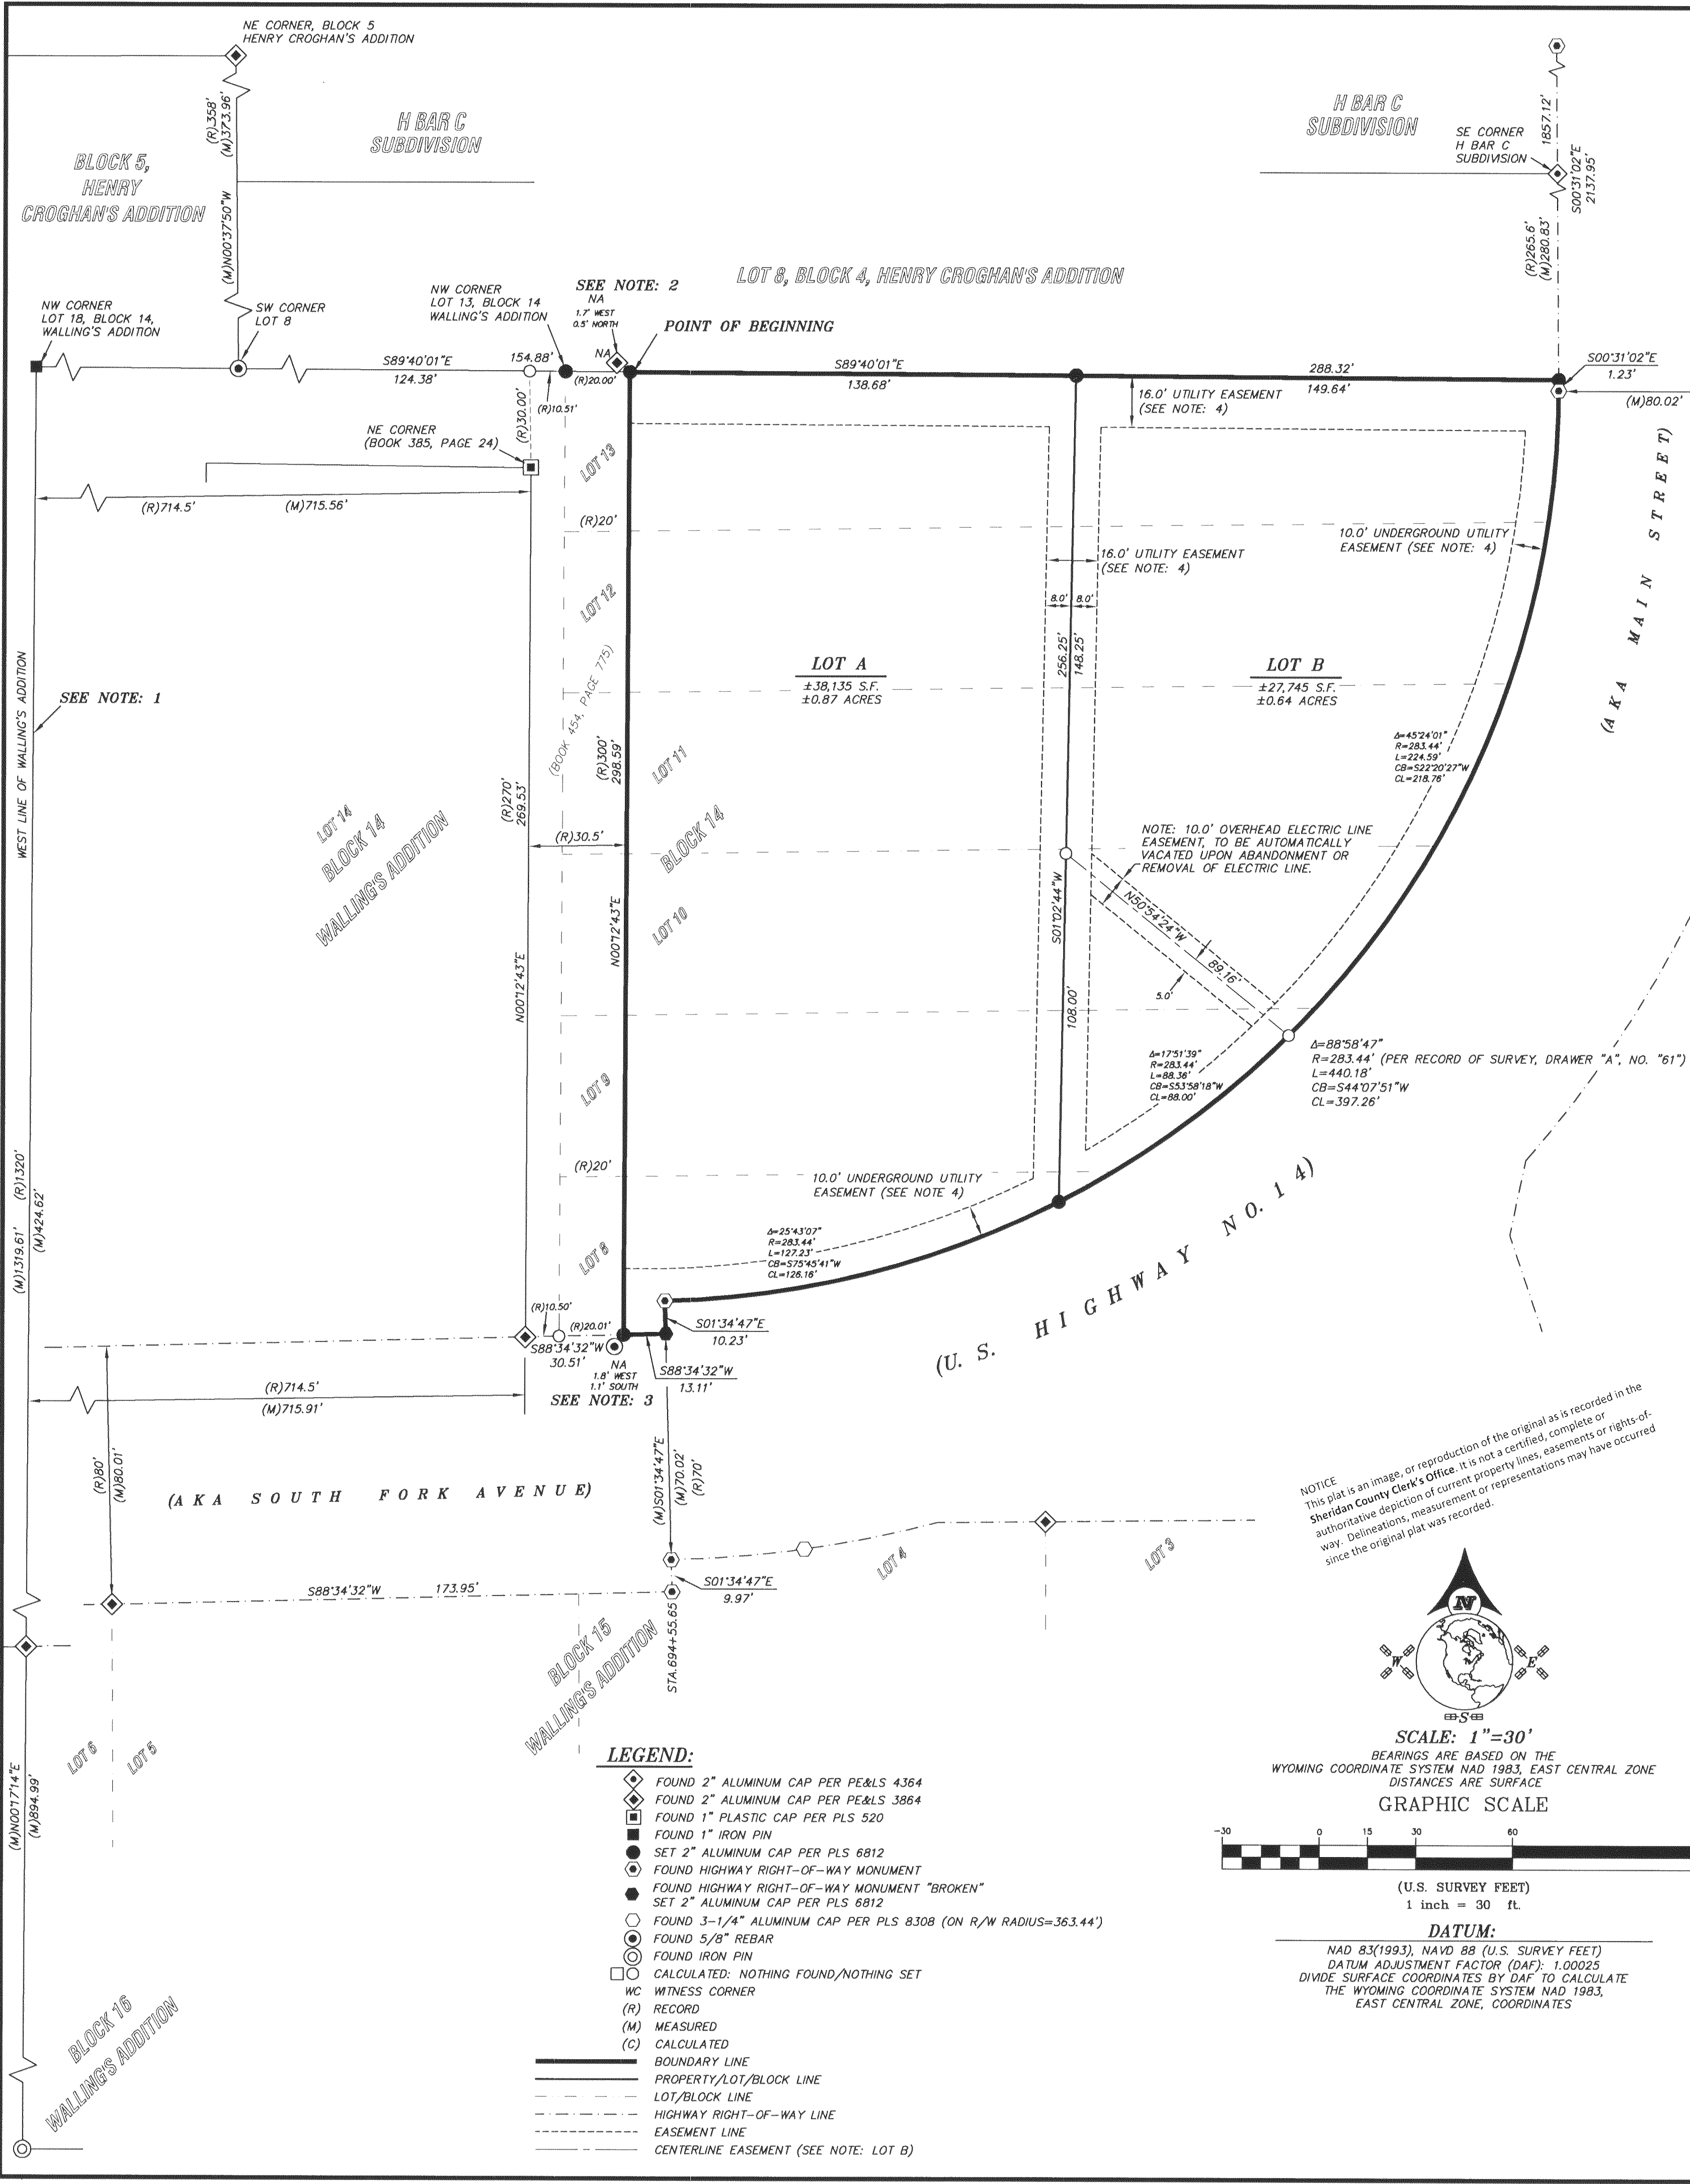 NE CORNER, BLOCK 5
HENRY CROGHAN'S ADDITION
(R)358'
(M)373.96'
(M)N00°37'50"W
H BAR C
SUBDIVISION
BLOCK 5,
HENRY
CROGHAN'S ADDITION
H BAR C
SUBDIVISION
SE CORNER
H BAR C
SUBDIVISION
1857.12'
S00°31'02"E
2137.95'
(R)265.6'
(M)280.83'
LOT 8, BLOCK 4, HENRY CROGHAN'S ADDITION
NW CORNER
LOT 18, BLOCK 14,
WALLING'S ADDITION
SW CORNER
LOT 8
NW CORNER
LOT 13, BLOCK 14
WALLING'S ADDITION
SEE NOTE: 2
NA
1.7' WEST
0.5' NORTH
NA
POINT OF BEGINNING
S89°40'01"E
124.38'
154.88'
(R)20.00'
(R)10.51'
(R)30.00'
S89°40'01"E
138.68'
288.32'
149.64'
S00°31'02"E
1.23'
(M)80.02'
16.0' UTILITY EASEMENT
(SEE NOTE: 4)
NE CORNER
(BOOK 385, PAGE 24)
(R)714.5'
(M)715.56'
LOT 13
(R)20'
10.0' UNDERGROUND UTILITY
EASEMENT (SEE NOTE: 4)
16.0' UTILITY EASEMENT
(SEE NOTE: 4)
8.0'
8.0'
LOT 12
256.25'
148.25'
LOT A
±38,135 S.F.
±0.87 ACRES
LOT B
±27,745 S.F.
±0.64 ACRES
(AKA MAIN STREET)
WEST LINE OF WALLING'S ADDITION
SEE NOTE: 1
(BOOK 454, PAGE 775)
(R)300'
298.59'
LOT 11
Δ=45°24'01"
R=283.44'
L=224.59'
CB=S22°20'27"W
CL=218.76'
(R)270'
269.53'
LOT 14
BLOCK 14
WALLING'S ADDITION
(R)30.5'
BLOCK 14
NOTE: 10.0' OVERHEAD ELECTRIC LINE
EASEMENT, TO BE AUTOMATICALLY
VACATED UPON ABANDONMENT OR
REMOVAL OF ELECTRIC LINE.
LOT 10
N00°12'43"E
N00°12'43"E
S01°02'44"W
N50°54'24"W
89.16'
5.0'
108.00'
Δ=17°51'39"
R=283.44'
L=88.36'
CB=S53°58'18"W
CL=88.00'
Δ=88°58'47"
R=283.44' (PER RECORD OF SURVEY, DRAWER "A", NO. "61")
L=440.18'
CB=S44°07'51"W
CL=397.26'
LOT 9
(R)20'
10.0' UNDERGROUND UTILITY
EASEMENT (SEE NOTE 4)
(M)1319.61' (R)1320'
(M)424.62'
Δ=25°43'07"
R=283.44'
L=127.23'
CB=S75°45'41"W
CL=126.16'
LOT 8
(U. S. HIGHWAY NO. 14)
(R)10.50'
(R)20.01'
S88°34'32"W
30.51'
NA
1.8' WEST
1.1' SOUTH
SEE NOTE: 3
S01°34'47"E
10.23'
S88°34'32"W
13.11'
(R)714.5'
(M)715.91'
(R)80'
(M)80.01'
(AKA SOUTH FORK AVENUE)
(M)S01°34'47"E
(M)70.02'
(R)70'
NOTICE
This plat is an image, or reproduction of the original as is recorded in the
Sheridan County Clerk's Office. It is not a certified, complete or
authoritative depiction of current property lines, easements or rights-of-
way. Delineations, measurement or representations may have occurred
since the original plat was recorded.
LOT 4
LOT 3
S88°34'32"W 173.95'
S01°34'47"E
9.97'
STA.694+55.65
BLOCK 15
WALLING'S ADDITION
LOT 6
LOT 5
(M)N00°17'14"E
(M)894.99'
BLOCK 16
WALLING'S ADDITION
N
W
E
S
SCALE: 1"=30'
BEARINGS ARE BASED ON THE
WYOMING COORDINATE SYSTEM NAD 1983, EAST CENTRAL ZONE
DISTANCES ARE SURFACE
GRAPHIC SCALE
-30 0 15 30 60
(U.S. SURVEY FEET)
1 inch = 30 ft.
DATUM:
NAD 83(1993), NAVD 88 (U.S. SURVEY FEET)
DATUM ADJUSTMENT FACTOR (DAF): 1.00025
DIVIDE SURFACE COORDINATES BY DAF TO CALCULATE
THE WYOMING COORDINATE SYSTEM NAD 1983,
EAST CENTRAL ZONE, COORDINATES
LEGEND:
FOUND 2" ALUMINUM CAP PER PE&LS 4364
FOUND 2" ALUMINUM CAP PER PE&LS 3864
FOUND 1" PLASTIC CAP PER PLS 520
FOUND 1" IRON PIN
SET 2" ALUMINUM CAP PER PLS 6812
FOUND HIGHWAY RIGHT-OF-WAY MONUMENT
FOUND HIGHWAY RIGHT-OF-WAY MONUMENT "BROKEN"
SET 2" ALUMINUM CAP PER PLS 6812
FOUND 3-1/4" ALUMINUM CAP PER PLS 8308 (ON R/W RADIUS=363.44')
FOUND 5/8" REBAR
FOUND IRON PIN
CALCULATED: NOTHING FOUND/NOTHING SET
WC WITNESS CORNER
(R) RECORD
(M) MEASURED
(C) CALCULATED
BOUNDARY LINE
PROPERTY/LOT/BLOCK LINE
LOT/BLOCK LINE
HIGHWAY RIGHT-OF-WAY LINE
EASEMENT LINE
CENTERLINE EASEMENT (SEE NOTE: LOT B)